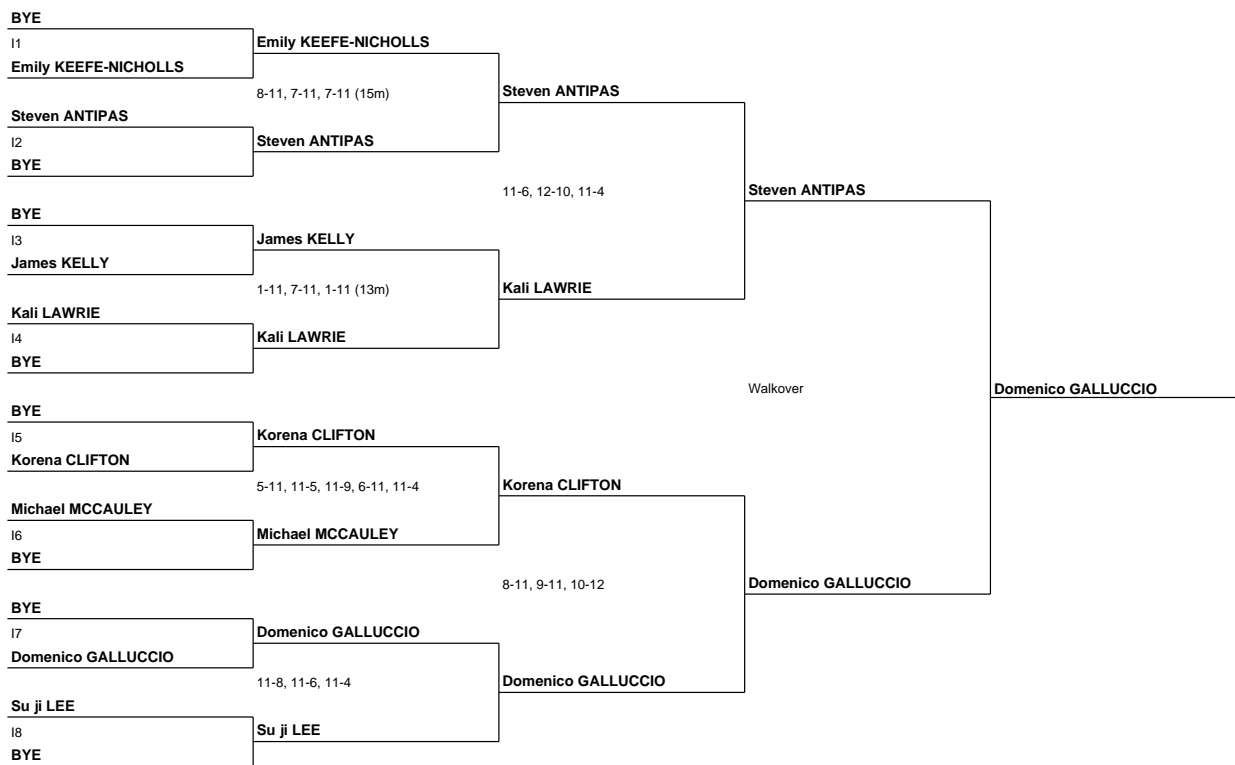 BYE
I1
Emily KEEFE-NICHOLLS
Emily KEEFE-NICHOLLS
8-11, 7-11, 7-11 (15m)
Steven ANTIPAS
Steven ANTIPAS
I2
Steven ANTIPAS
BYE
11-6, 12-10, 11-4
Steven ANTIPAS
BYE
I3
James KELLY
James KELLY
1-11, 7-11, 1-11 (13m)
Kali LAWRIE
Kali LAWRIE
I4
Kali LAWRIE
BYE
Walkover
Domenico GALLUCCIO
BYE
I5
Korena CLIFTON
Korena CLIFTON
5-11, 11-5, 11-9, 6-11, 11-4
Korena CLIFTON
Michael MCCAULEY
I6
Michael MCCAULEY
BYE
8-11, 9-11, 10-12
Domenico GALLUCCIO
BYE
I7
Domenico GALLUCCIO
Domenico GALLUCCIO
11-8, 11-6, 11-4
Domenico GALLUCCIO
Su ji LEE
I8
Su ji LEE
BYE